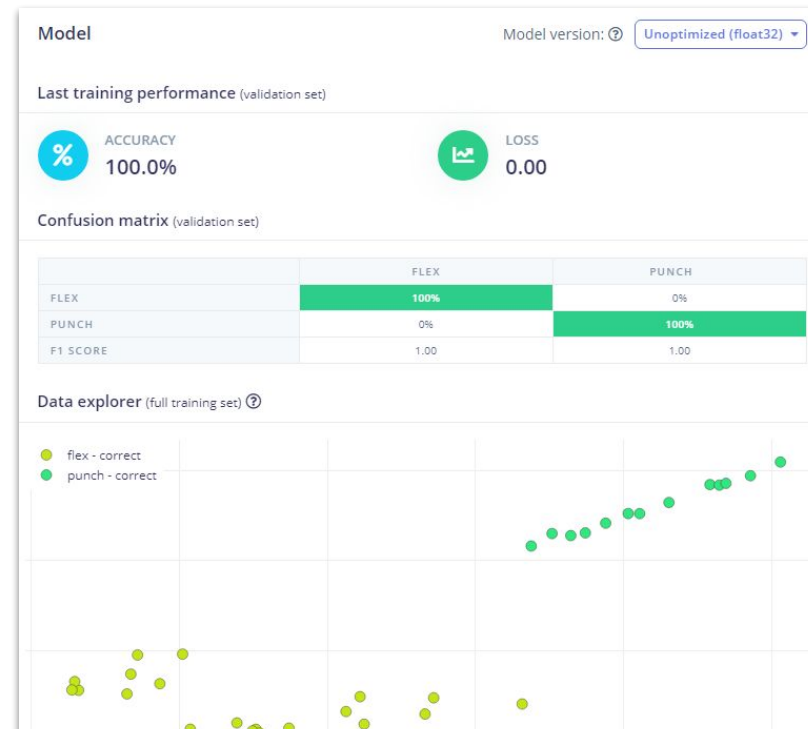 Model
Model version: Unoptimized (float32)
Last training performance (validation set)
%
ACCURACY
100.0%
LOSS
0.00
Confusion matrix (validation set)
FLEX PUNCH
FLEX 100% 0%
PUNCH 0% 100%
F1 SCORE 1.00 1.00
Data explorer (full training set)
flex - correct
punch - correct